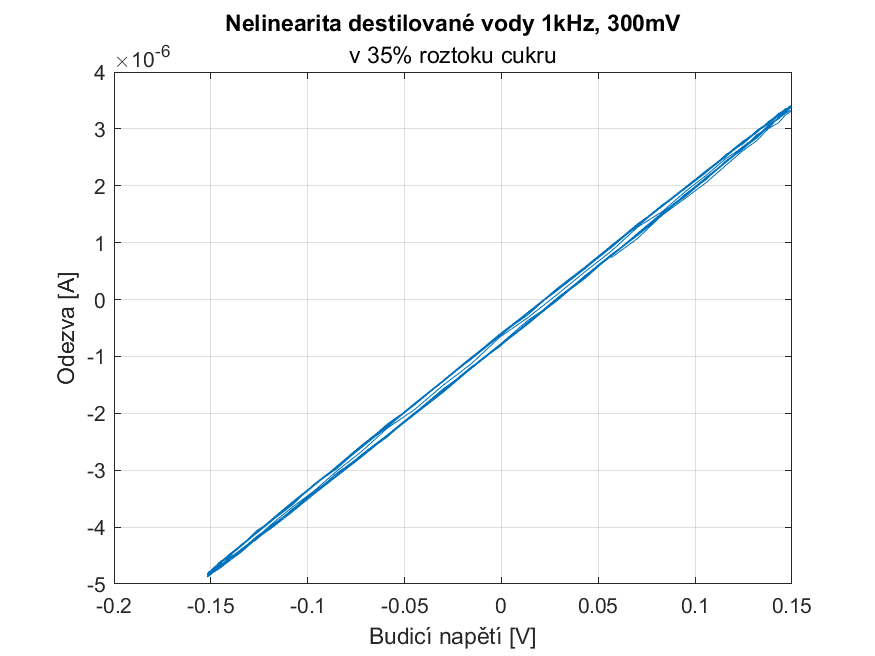 Nelinearita destilované vody 1kHz, 300mV
v 35% roztoku cukru
×10⁻⁶
4
3
2
1
0
-1
-2
-3
-4
-5
Odezva [A]
-0.2 -0.15 -0.1 -0.05 0 0.05 0.1 0.15
Budicí napětí [V]